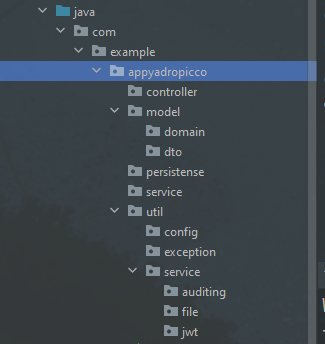 java
com
example
appyadropicco
controller
model
domain
dto
persistense
service
util
config
exception
service
auditing
file
jwt